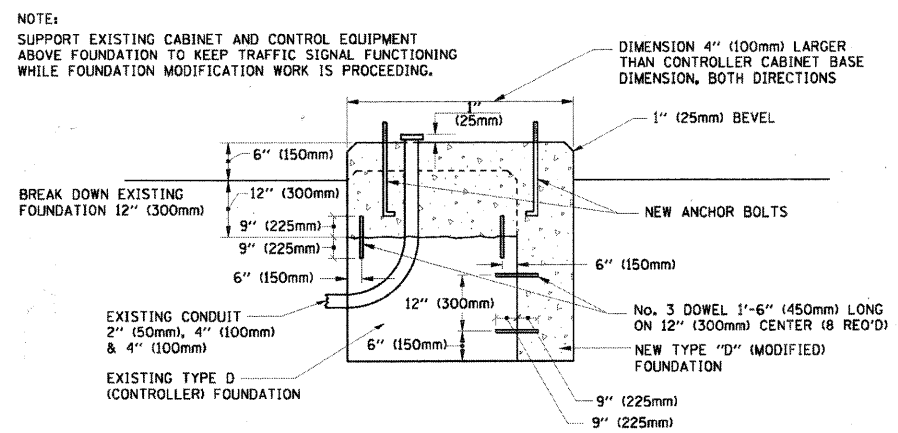 NOTE:
SUPPORT EXISTING CABINET AND CONTROL EQUIPMENT
ABOVE FOUNDATION TO KEEP TRAFFIC SIGNAL FUNCTIONING
WHILE FOUNDATION MODIFICATION WORK IS PROCEEDING.
DIMENSION 4'' (100mm) LARGER
THAN CONTROLLER CABINET BASE
DIMENSION, BOTH DIRECTIONS
1''
(25mm)
1'' (25mm) BEVEL
6'' (150mm)
BREAK DOWN EXISTING
FOUNDATION 12'' (300mm)
12'' (300mm)
9'' (225mm)
9'' (225mm)
NEW ANCHOR BOLTS
6'' (150mm)
6'' (150mm)
12'' (300mm)
EXISTING CONDUIT
2'' (50mm), 4'' (100mm)
& 4'' (100mm)
6'' (150mm)
No. 3 DOWEL 1'-6'' (450mm) LONG
ON 12'' (300mm) CENTER (8 REQ'D)
NEW TYPE "D" (MODIFIED)
FOUNDATION
EXISTING TYPE D
(CONTROLLER) FOUNDATION
9'' (225mm)
9'' (225mm)